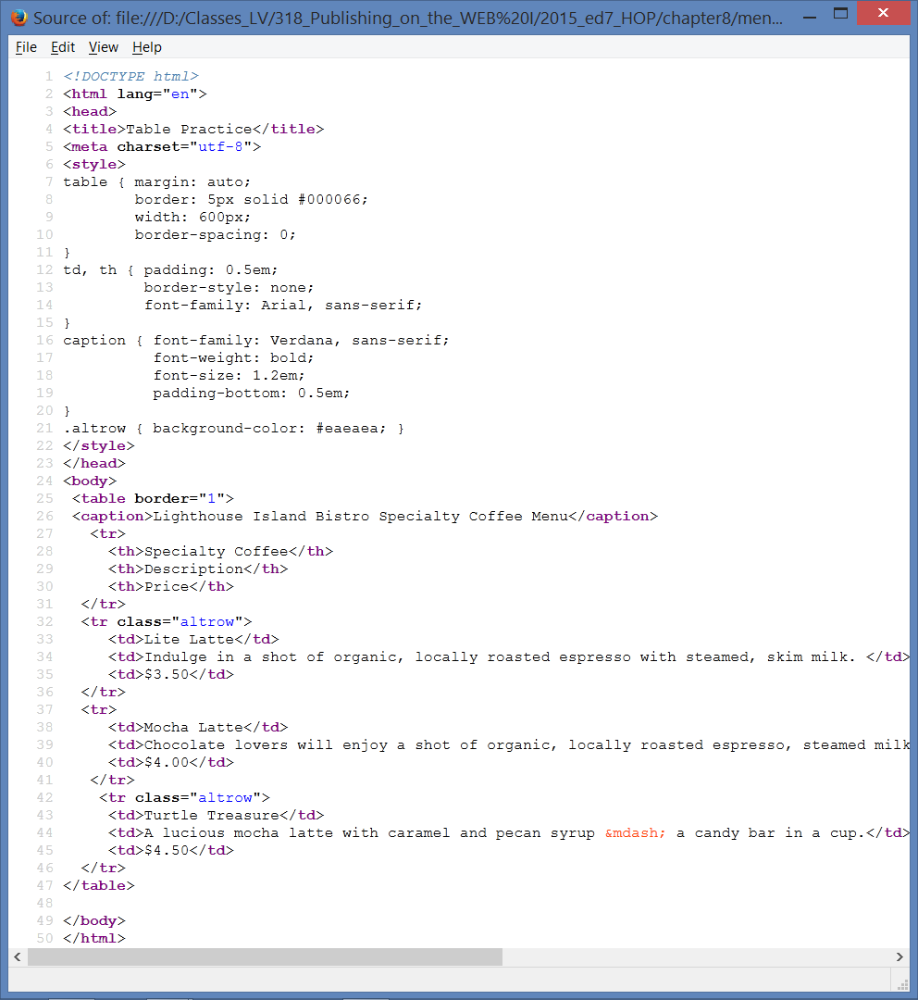 Source of: file:///D:/Classes_LV/318_Publishing_on_the_WEB%20I/2015_ed7_HOP/chapter8/men...
File Edit View Help
1 <!DOCTYPE html>
2 <html lang="en">
3 <head>
4 <title>Table Practice</title>
5 <meta charset="utf-8">
6 <style>
7 table { margin: auto;
8         border: 5px solid #000066;
9         width: 600px;
10         border-spacing: 0;
11 }
12 td, th { padding: 0.5em;
13          border-style: none;
14          font-family: Arial, sans-serif;
15 }
16 caption { font-family: Verdana, sans-serif;
17           font-weight: bold;
18           font-size: 1.2em;
19           padding-bottom: 0.5em;
20 }
21 .altrow { background-color: #eaeaea; }
22 </style>
23 </head>
24 <body>
25  <table border="1">
26  <caption>Lighthouse Island Bistro Specialty Coffee Menu</caption>
27    <tr>
28      <th>Specialty Coffee</th>
29      <th>Description</th>
30      <th>Price</th>
31   </tr>
32   <tr class="altrow">
33      <td>Lite Latte</td>
34      <td>Indulge in a shot of organic, locally roasted espresso with steamed, skim milk. </td>
35      <td>$3.50</td>
36   </tr>
37   <tr>
38      <td>Mocha Latte</td>
39      <td>Chocolate lovers will enjoy a shot of organic, locally roasted espresso, steamed milk
40      <td>$4.00</td>
41    </tr>
42     <tr class="altrow">
43      <td>Turtle Treasure</td>
44      <td>A lucious mocha latte with caramel and pecan syrup &mdash; a candy bar in a cup.</td>
45      <td>$4.50</td>
46   </tr>
47 </table>
48
49 </body>
50 </html>